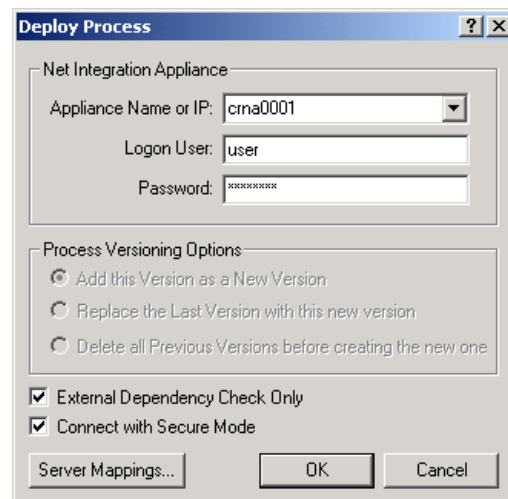 Deploy Process
Net Integration Appliance
Appliance Name or IP: crna0001
Logon User: user
Password: ********
Process Versioning Options
Add this Version as a New Version
Replace the Last Version with this new version
Delete all Previous Versions before creating the new one
External Dependency Check Only
Connect with Secure Mode
Server Mappings... OK Cancel